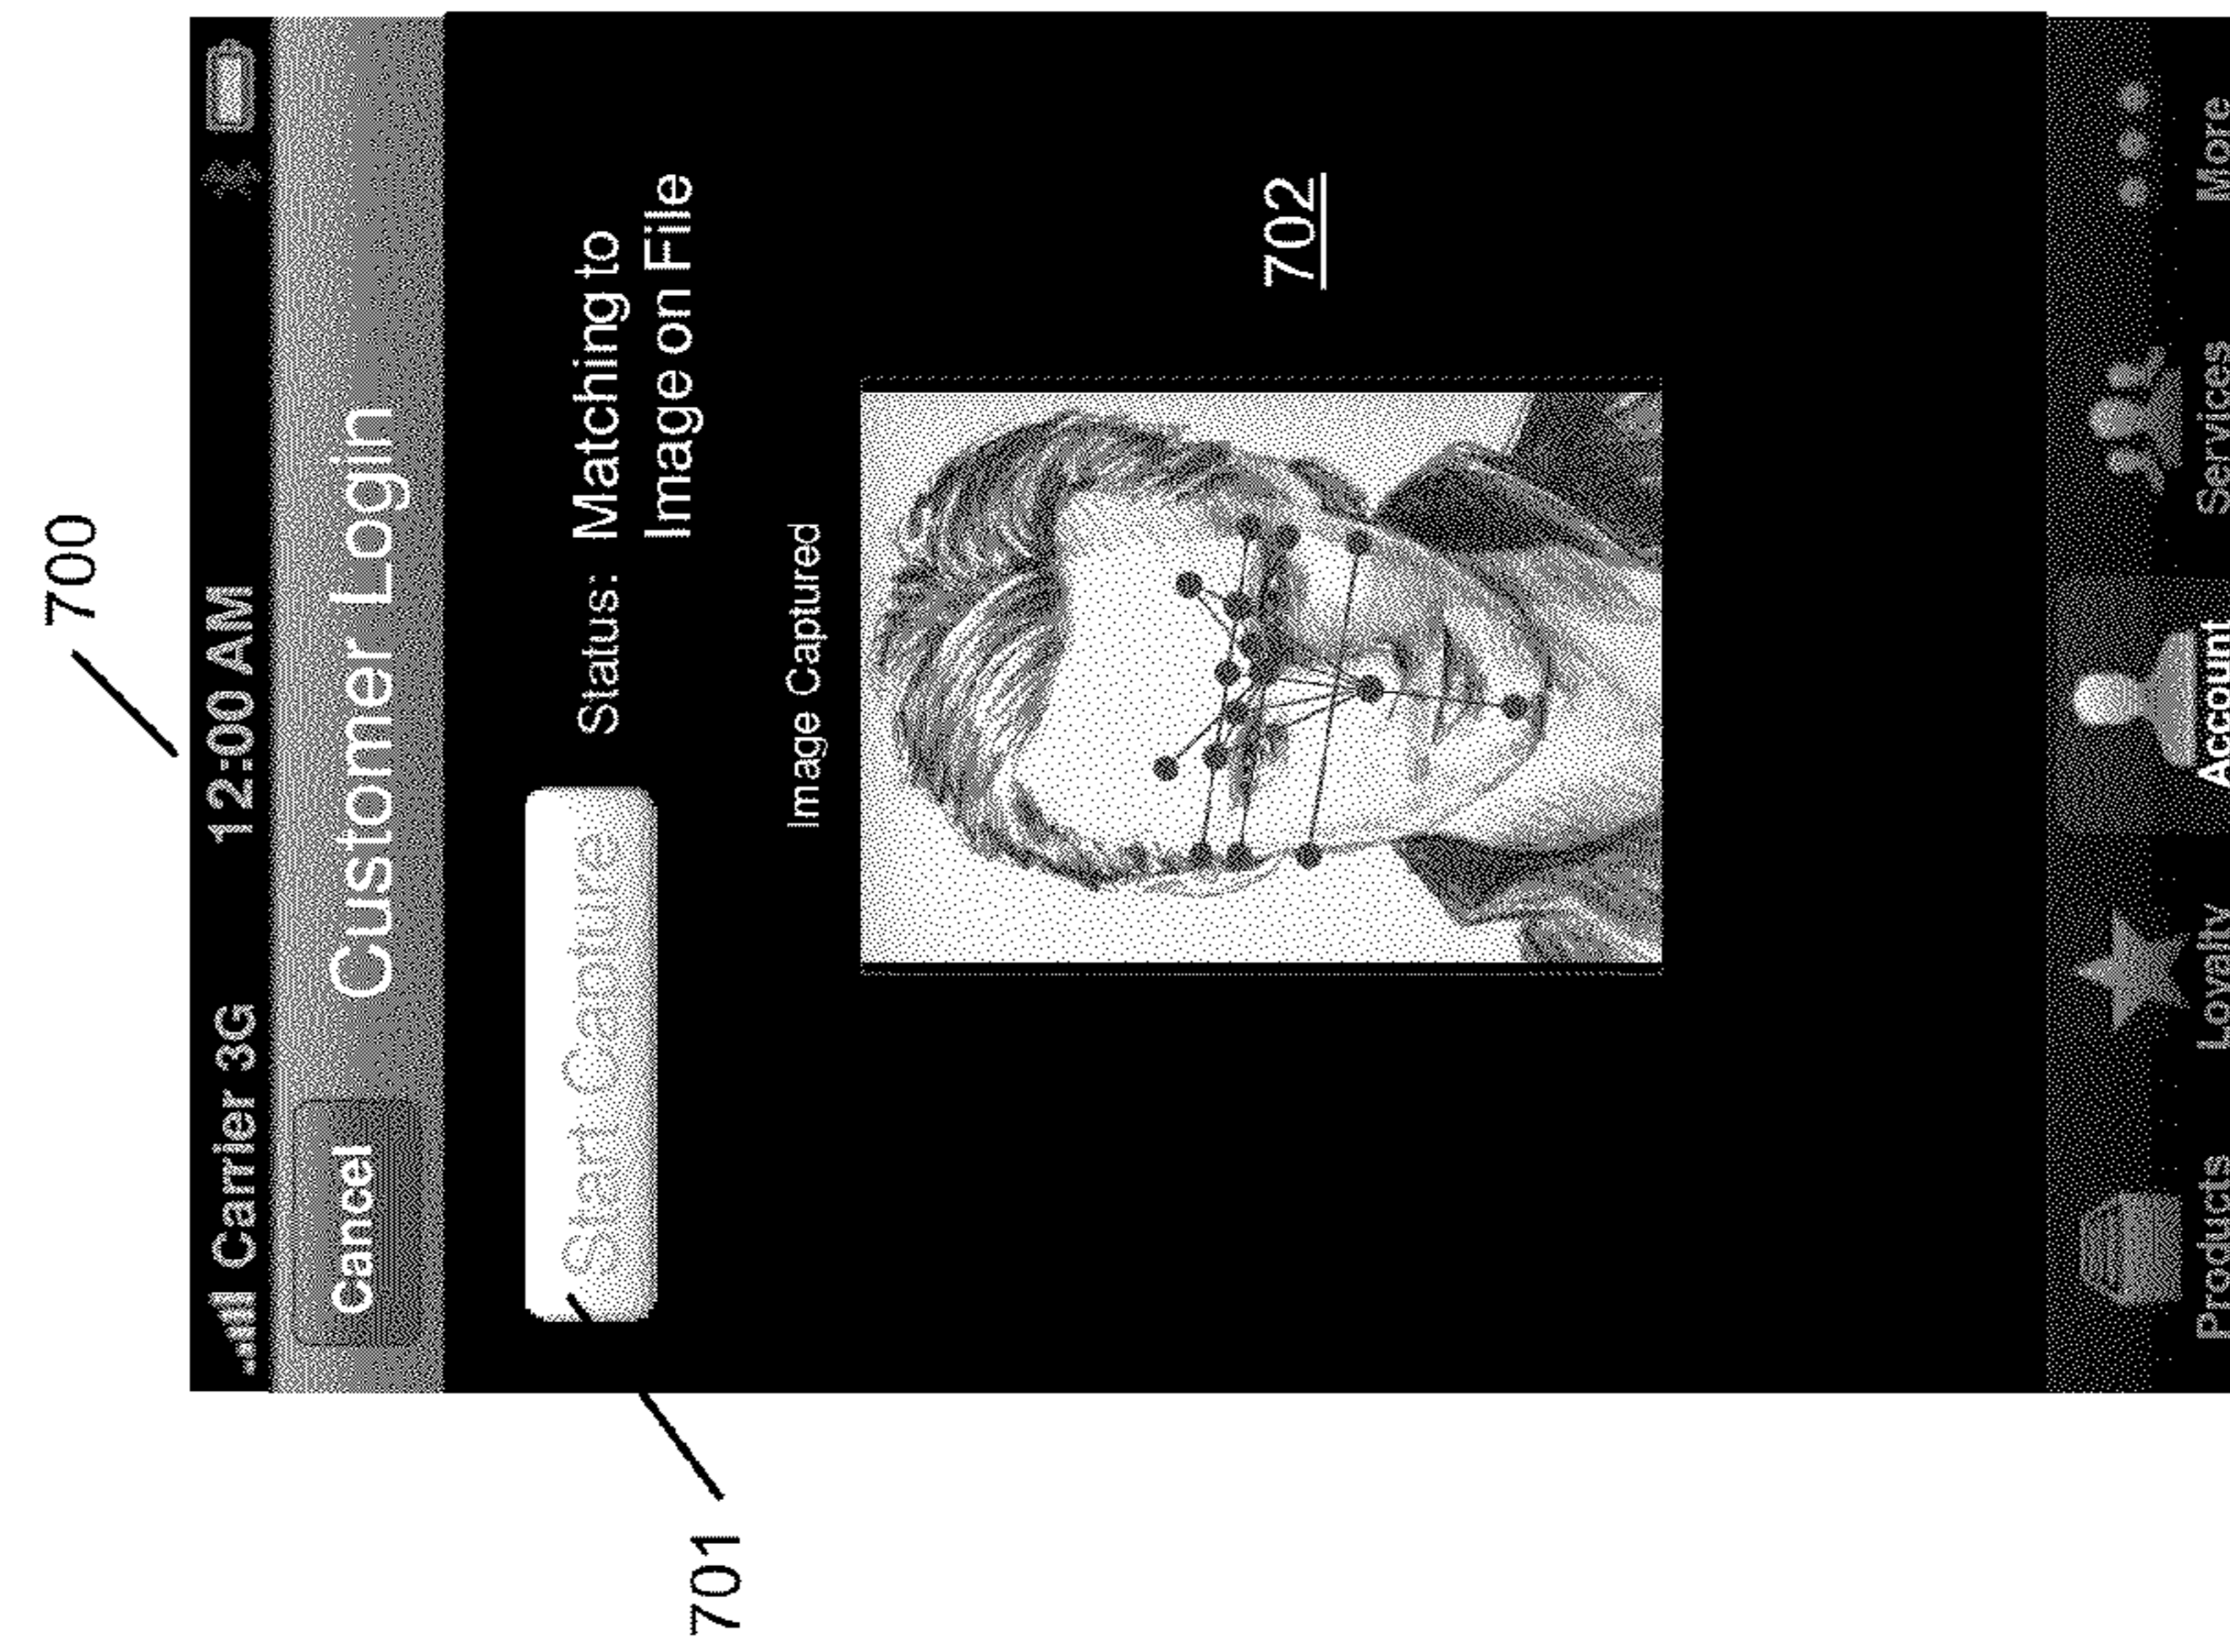 700
Carrier 3G 12:00 AM
Cancel Customer Login
701
Start Capture
Status: Matching to
Image on File
Image Captured
702
Products Loyalty Account Services More